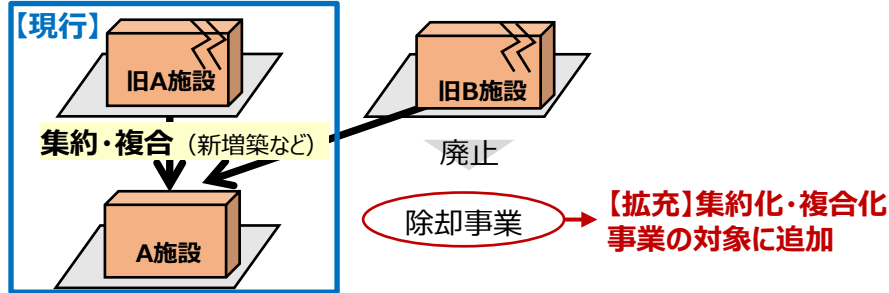 【現行】
旧A施設
旧B施設
集約・複合（新増築など）
廃止
A施設
除却事業
【拡充】集約化・複合化
事業の対象に追加